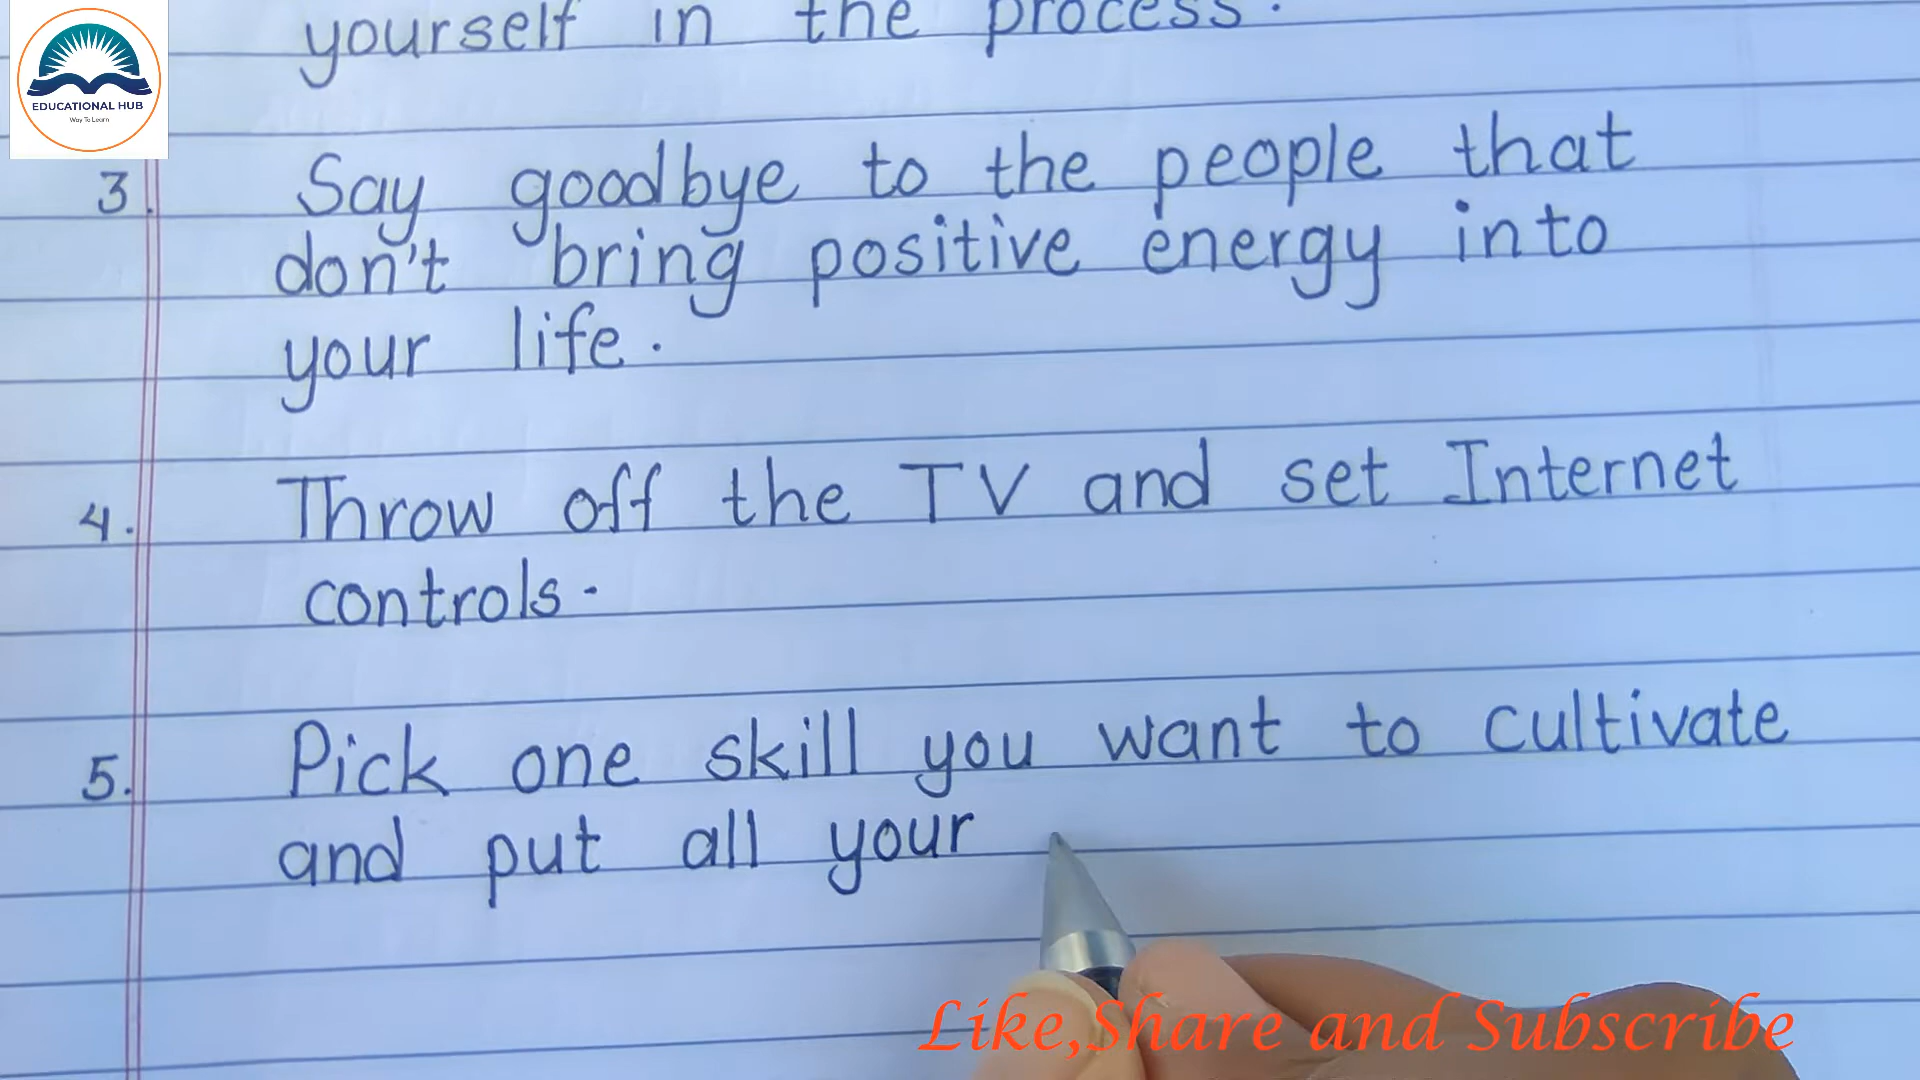 yourself in the process.
EDUCATIONAL HUB
Way To Learn
3. Say goodbye to the people that
don't bring positive energy into
your life.
4. Throw off the TV and set Internet
controls.
5. Pick one skill you want to cultivate
and put all your
Like,Share and Subscribe